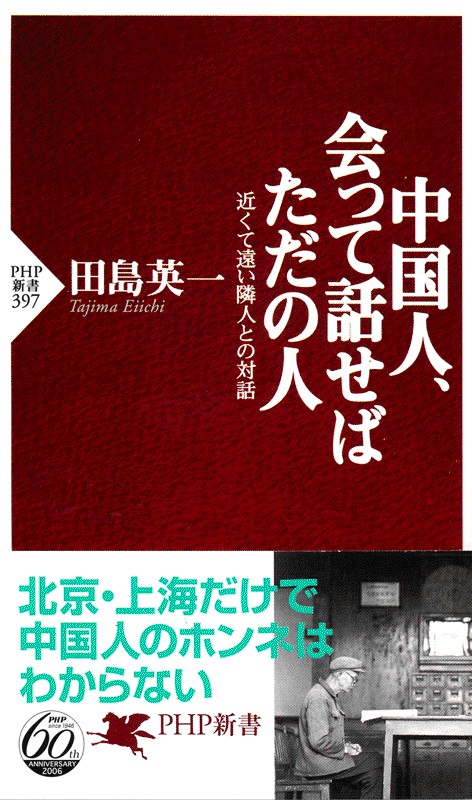 中国人、
会って話せば
ただの人
近くて遠い隣人との対話
田島英一
Tajima Eiichi
PHP
新書
397
北京・上海だけで
中国人のホンネは
わからない
PHP
since 1946
60th
ANNIVERSARY
2006
PHP新書